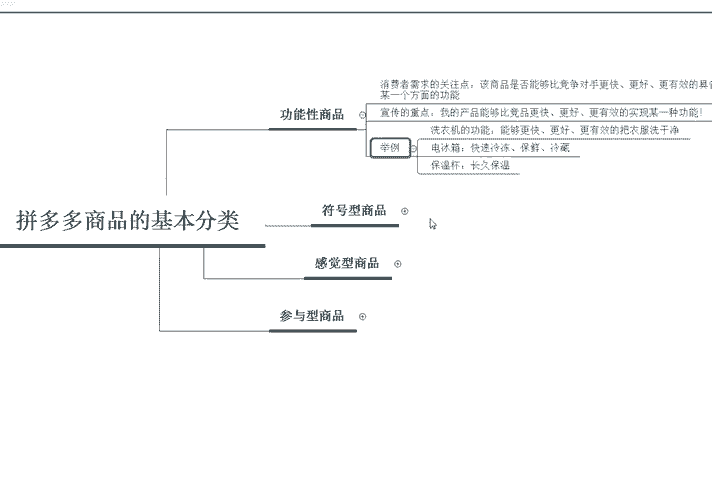 消费者需求的关注点：该商品是否能够比竞争对手更快、更好、更有效的具备
某一个方面的功能
功能性商品
宣传的重点：我的产品能够比竞品更快、更好、更有效的实现某一种功能！
洗衣机的功能：能够更快、更好、更有效的把衣服洗干净
举例
电冰箱：快速冷冻、保鲜、冷藏
保温杯：长久保温
符号型商品
拼多多商品的基本分类
感觉型商品
参与型商品